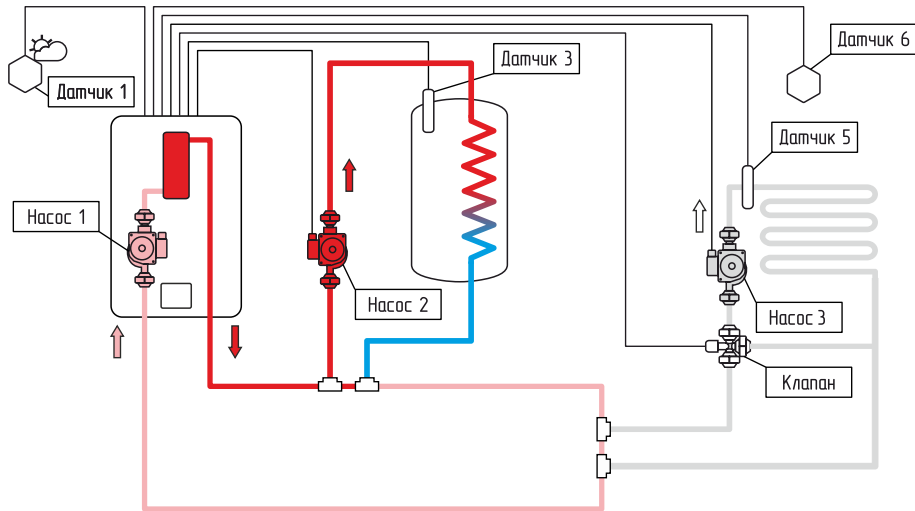 Датчик 6
Датчик 3
Датчик 1
Датчик 5
Насос 1
Насос 2
Насос 3
Клапан